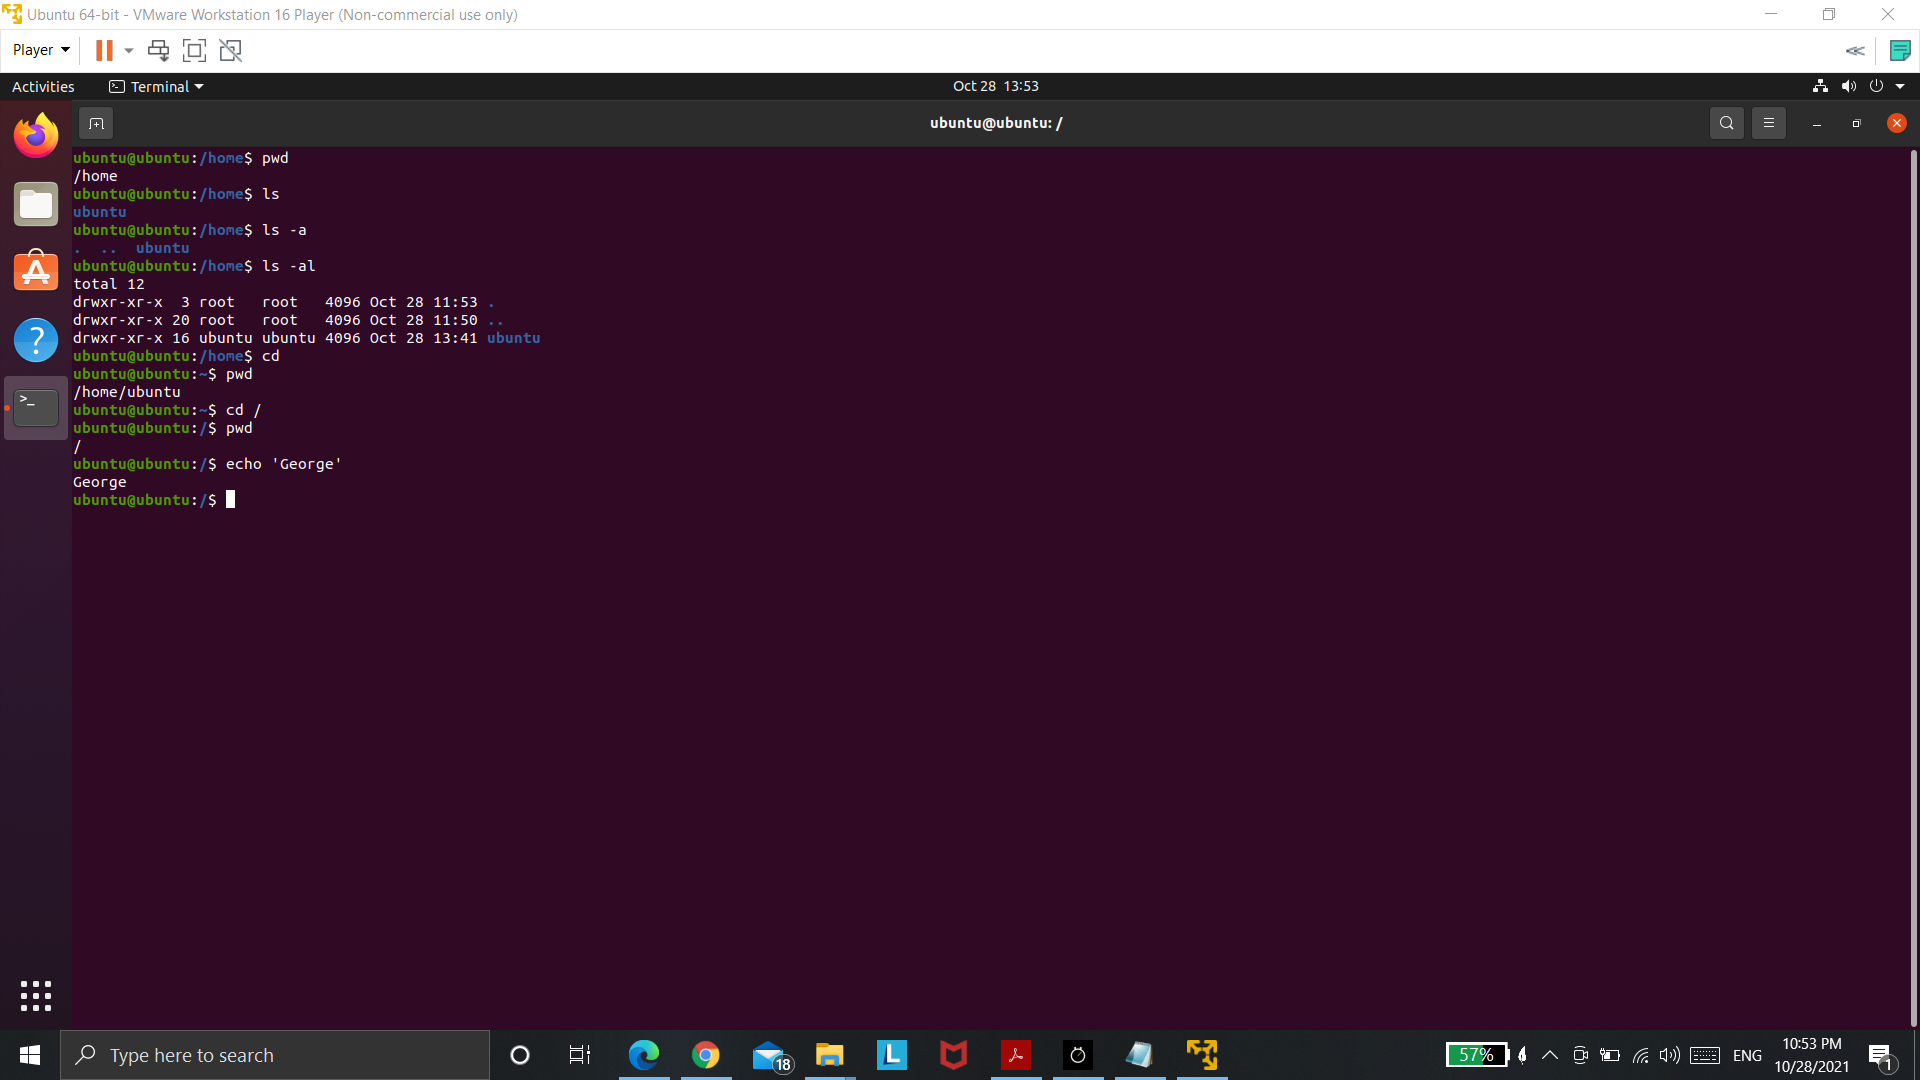 Ubuntu 64-bit - VMware Workstation 16 Player (Non-commercial use only)
Player
Activities Terminal Oct 28 13:53
ubuntu@ubuntu: /
ubuntu@ubuntu:/home$ pwd
/home
ubuntu@ubuntu:/home$ ls
ubuntu
ubuntu@ubuntu:/home$ ls -a
. .. ubuntu
ubuntu@ubuntu:/home$ ls -al
total 12
drwxr-xr-x 3 root root 4096 Oct 28 11:53 .
drwxr-xr-x 20 root root 4096 Oct 28 11:50 ..
drwxr-xr-x 16 ubuntu ubuntu 4096 Oct 28 13:41 ubuntu
ubuntu@ubuntu:/home$ cd
ubuntu@ubuntu:~$ pwd
/home/ubuntu
ubuntu@ubuntu:~$ cd /
ubuntu@ubuntu:/$ pwd
/
ubuntu@ubuntu:/$ echo 'George'
George
ubuntu@ubuntu:/$
Type here to search
18
L
57%
ENG
10:53 PM
10/28/2021
1